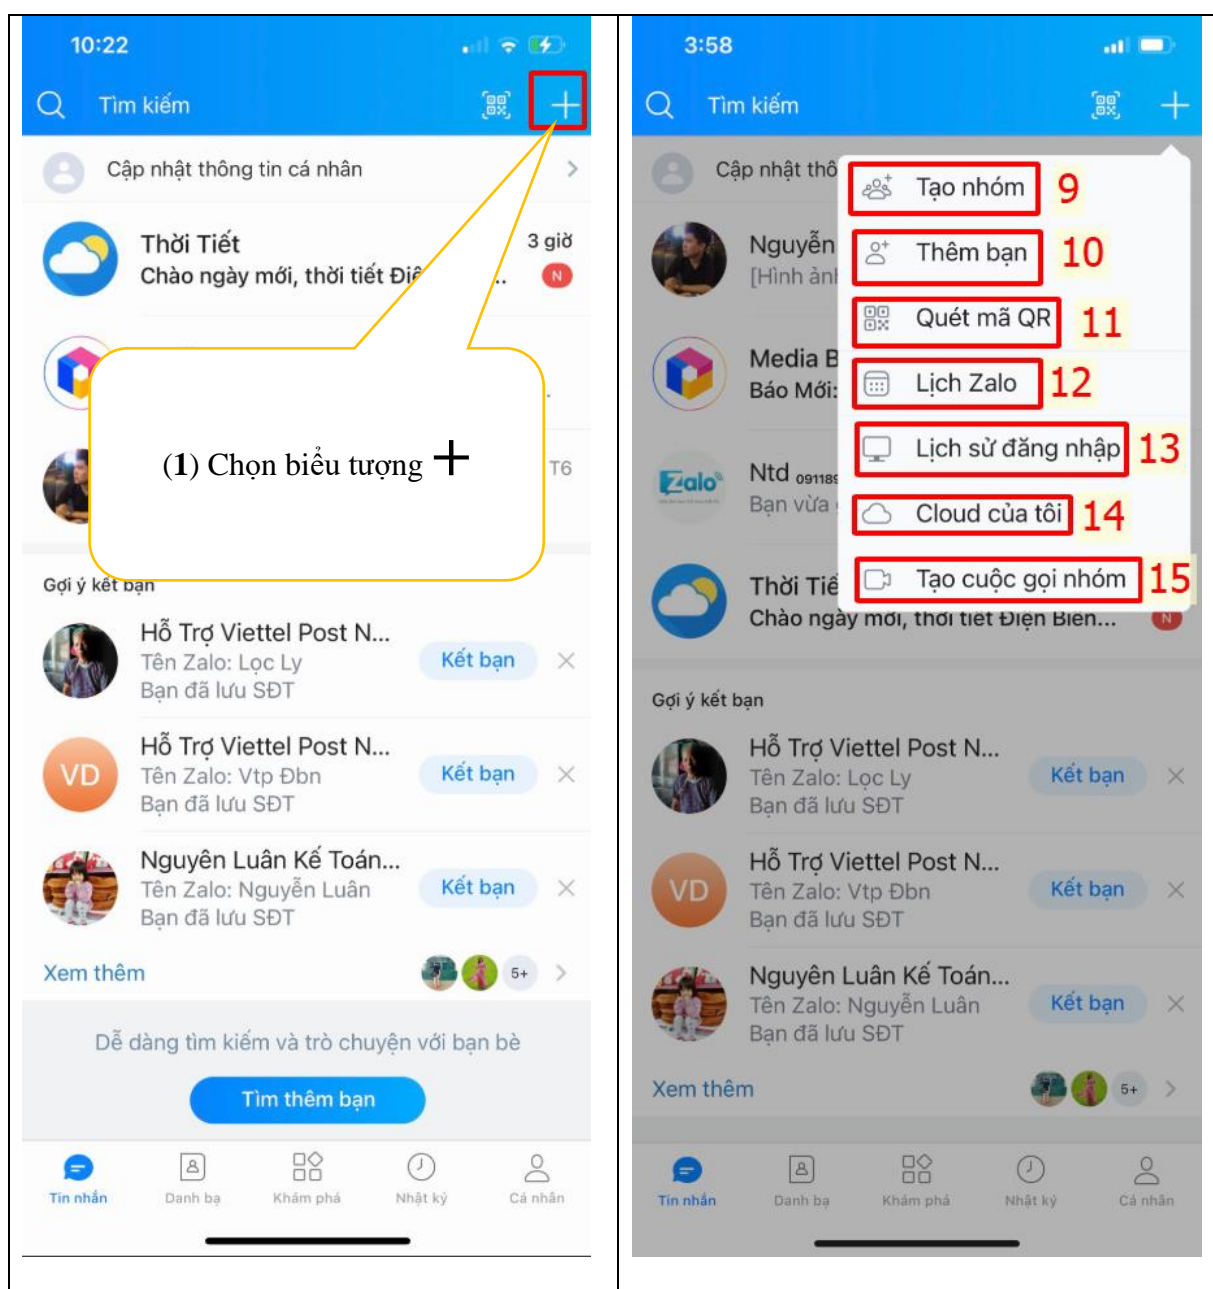 10:22
Tìm kiếm
Cập nhật thông tin cá nhân
Thời Tiết
3 giờ
Chào ngày mới, thời tiết Điệ
..
N
.
(1) Chọn biểu tượng +
T6
Gợi ý kết bạn
Hỗ Trợ Viettel Post N...
Tên Zalo: Lọc Ly
Bạn đã lưu SĐT
Kết bạn
VD
Hỗ Trợ Viettel Post N...
Tên Zalo: Vtp Đbn
Bạn đã lưu SĐT
Kết bạn
Nguyên Luân Kế Toán...
Tên Zalo: Nguyễn Luân
Bạn đã lưu SĐT
Kết bạn
Xem thêm
5+
Dễ dàng tìm kiếm và trò chuyện với bạn bè
Tìm thêm bạn
Tin nhắn
Danh bạ
Khám phá
Nhật ký
Cá nhân
3:58
Tìm kiếm
Cập nhật thô
Tạo nhóm 9
Thêm bạn 10
Quét mã QR 11
Lịch Zalo 12
Lịch sử đăng nhập 13
Cloud của tôi 14
Tạo cuộc gọi nhóm 15
Nguyễn
[Hình ản
Media B
Báo Mới:
Zalo
Ntd 091189
Bạn vừa
Thời Tiế
Chào ngày mới, thời tiết Điện Biên...
N
Gợi ý kết bạn
Hỗ Trợ Viettel Post N...
Tên Zalo: Lọc Ly
Bạn đã lưu SĐT
Kết bạn
VD
Hỗ Trợ Viettel Post N...
Tên Zalo: Vtp Đbn
Bạn đã lưu SĐT
Kết bạn
Nguyên Luân Kế Toán...
Tên Zalo: Nguyễn Luân
Bạn đã lưu SĐT
Kết bạn
Xem thêm
5+
Tin nhắn
Danh bạ
Khám phá
Nhật ký
Cá nhân